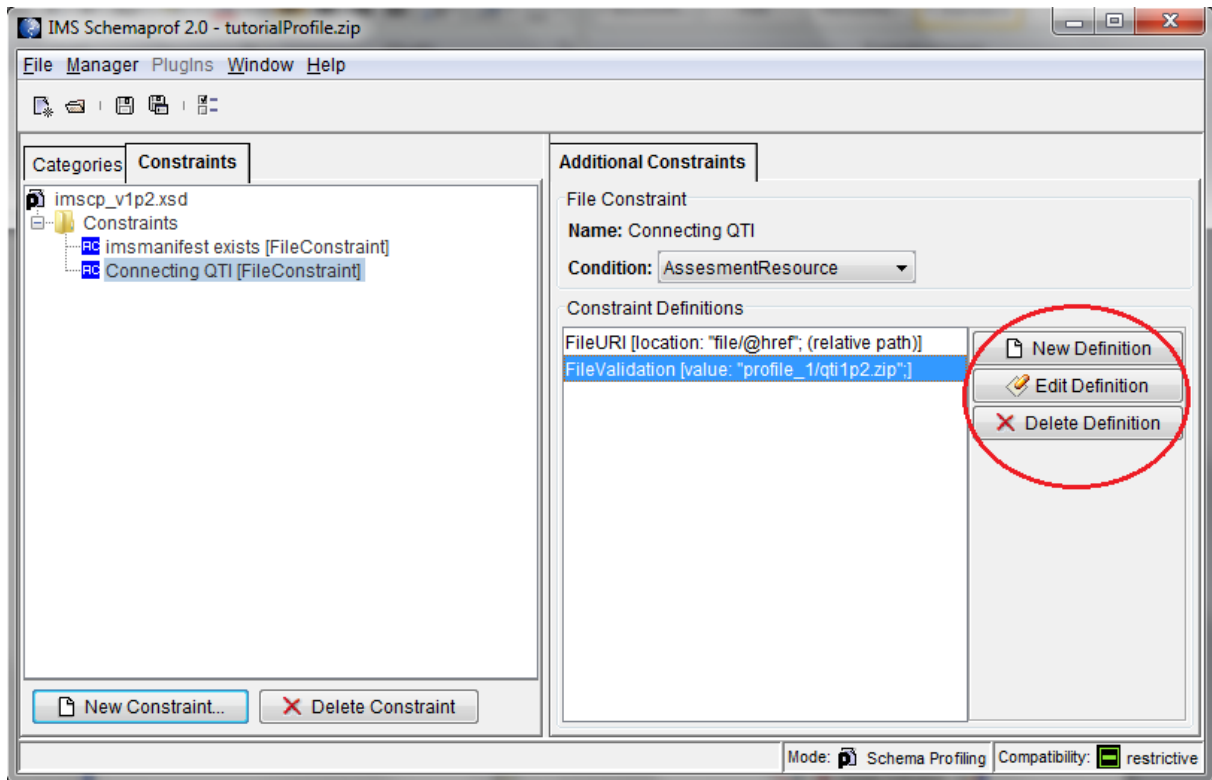 IMS Schemaprof 2.0 - tutorialProfile.zip
File Manager PlugIns Window Help
Categories Constraints
imscp_v1p2.xsd
Constraints
AC imsmanifest exists [FileConstraint]
AC Connecting QTI [FileConstraint]
New Constraint... Delete Constraint
Additional Constraints
File Constraint
Name: Connecting QTI
Condition: AssesmentResource
Constraint Definitions
FileURI [location: "file/@href"; (relative path)]
FileValidation [value: "profile_1/qti1p2.zip";]
New Definition
Edit Definition
Delete Definition
Mode: Schema Profiling Compatibility: restrictive